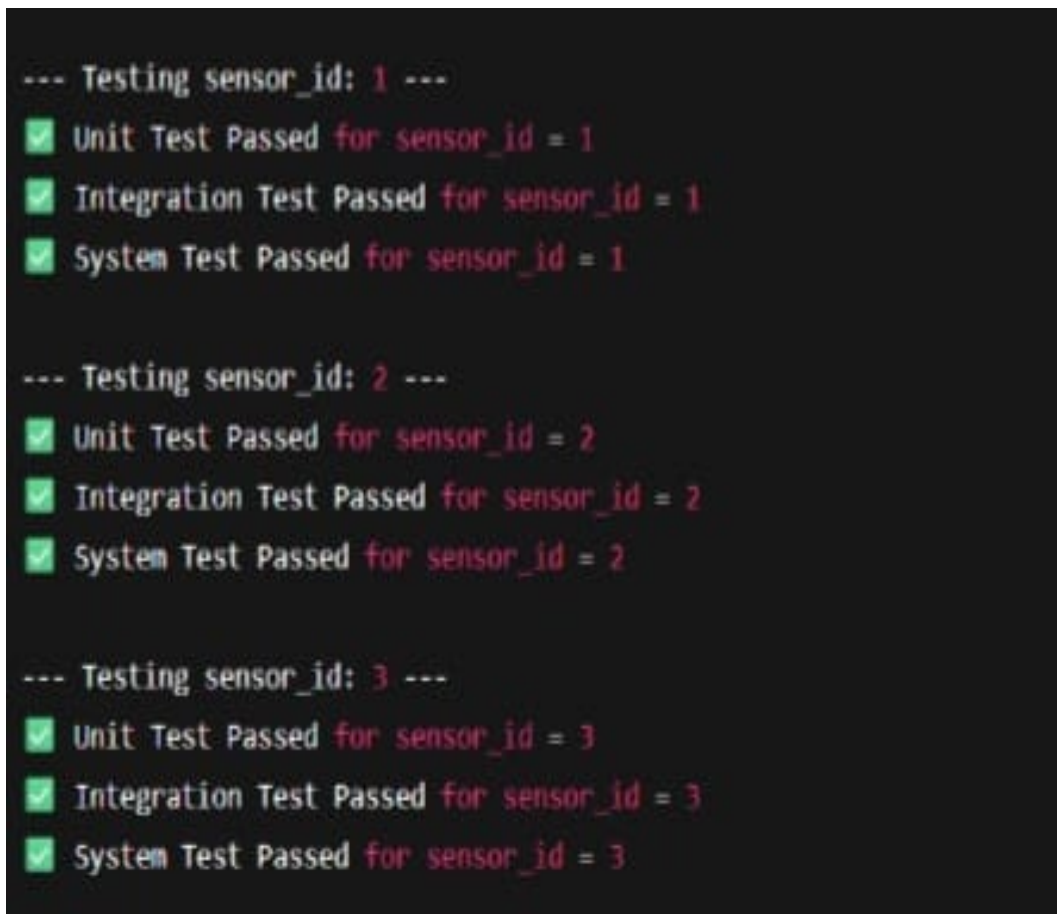 --- Testing sensor_id: 1 ---
✅ Unit Test Passed for sensor_id = 1
✅ Integration Test Passed for sensor_id = 1
✅ System Test Passed for sensor_id = 1
--- Testing sensor_id: 2 ---
✅ Unit Test Passed for sensor_id = 2
✅ Integration Test Passed for sensor_id = 2
✅ System Test Passed for sensor_id = 2
--- Testing sensor_id: 3 ---
✅ Unit Test Passed for sensor_id = 3
✅ Integration Test Passed for sensor_id = 3
✅ System Test Passed for sensor_id = 3